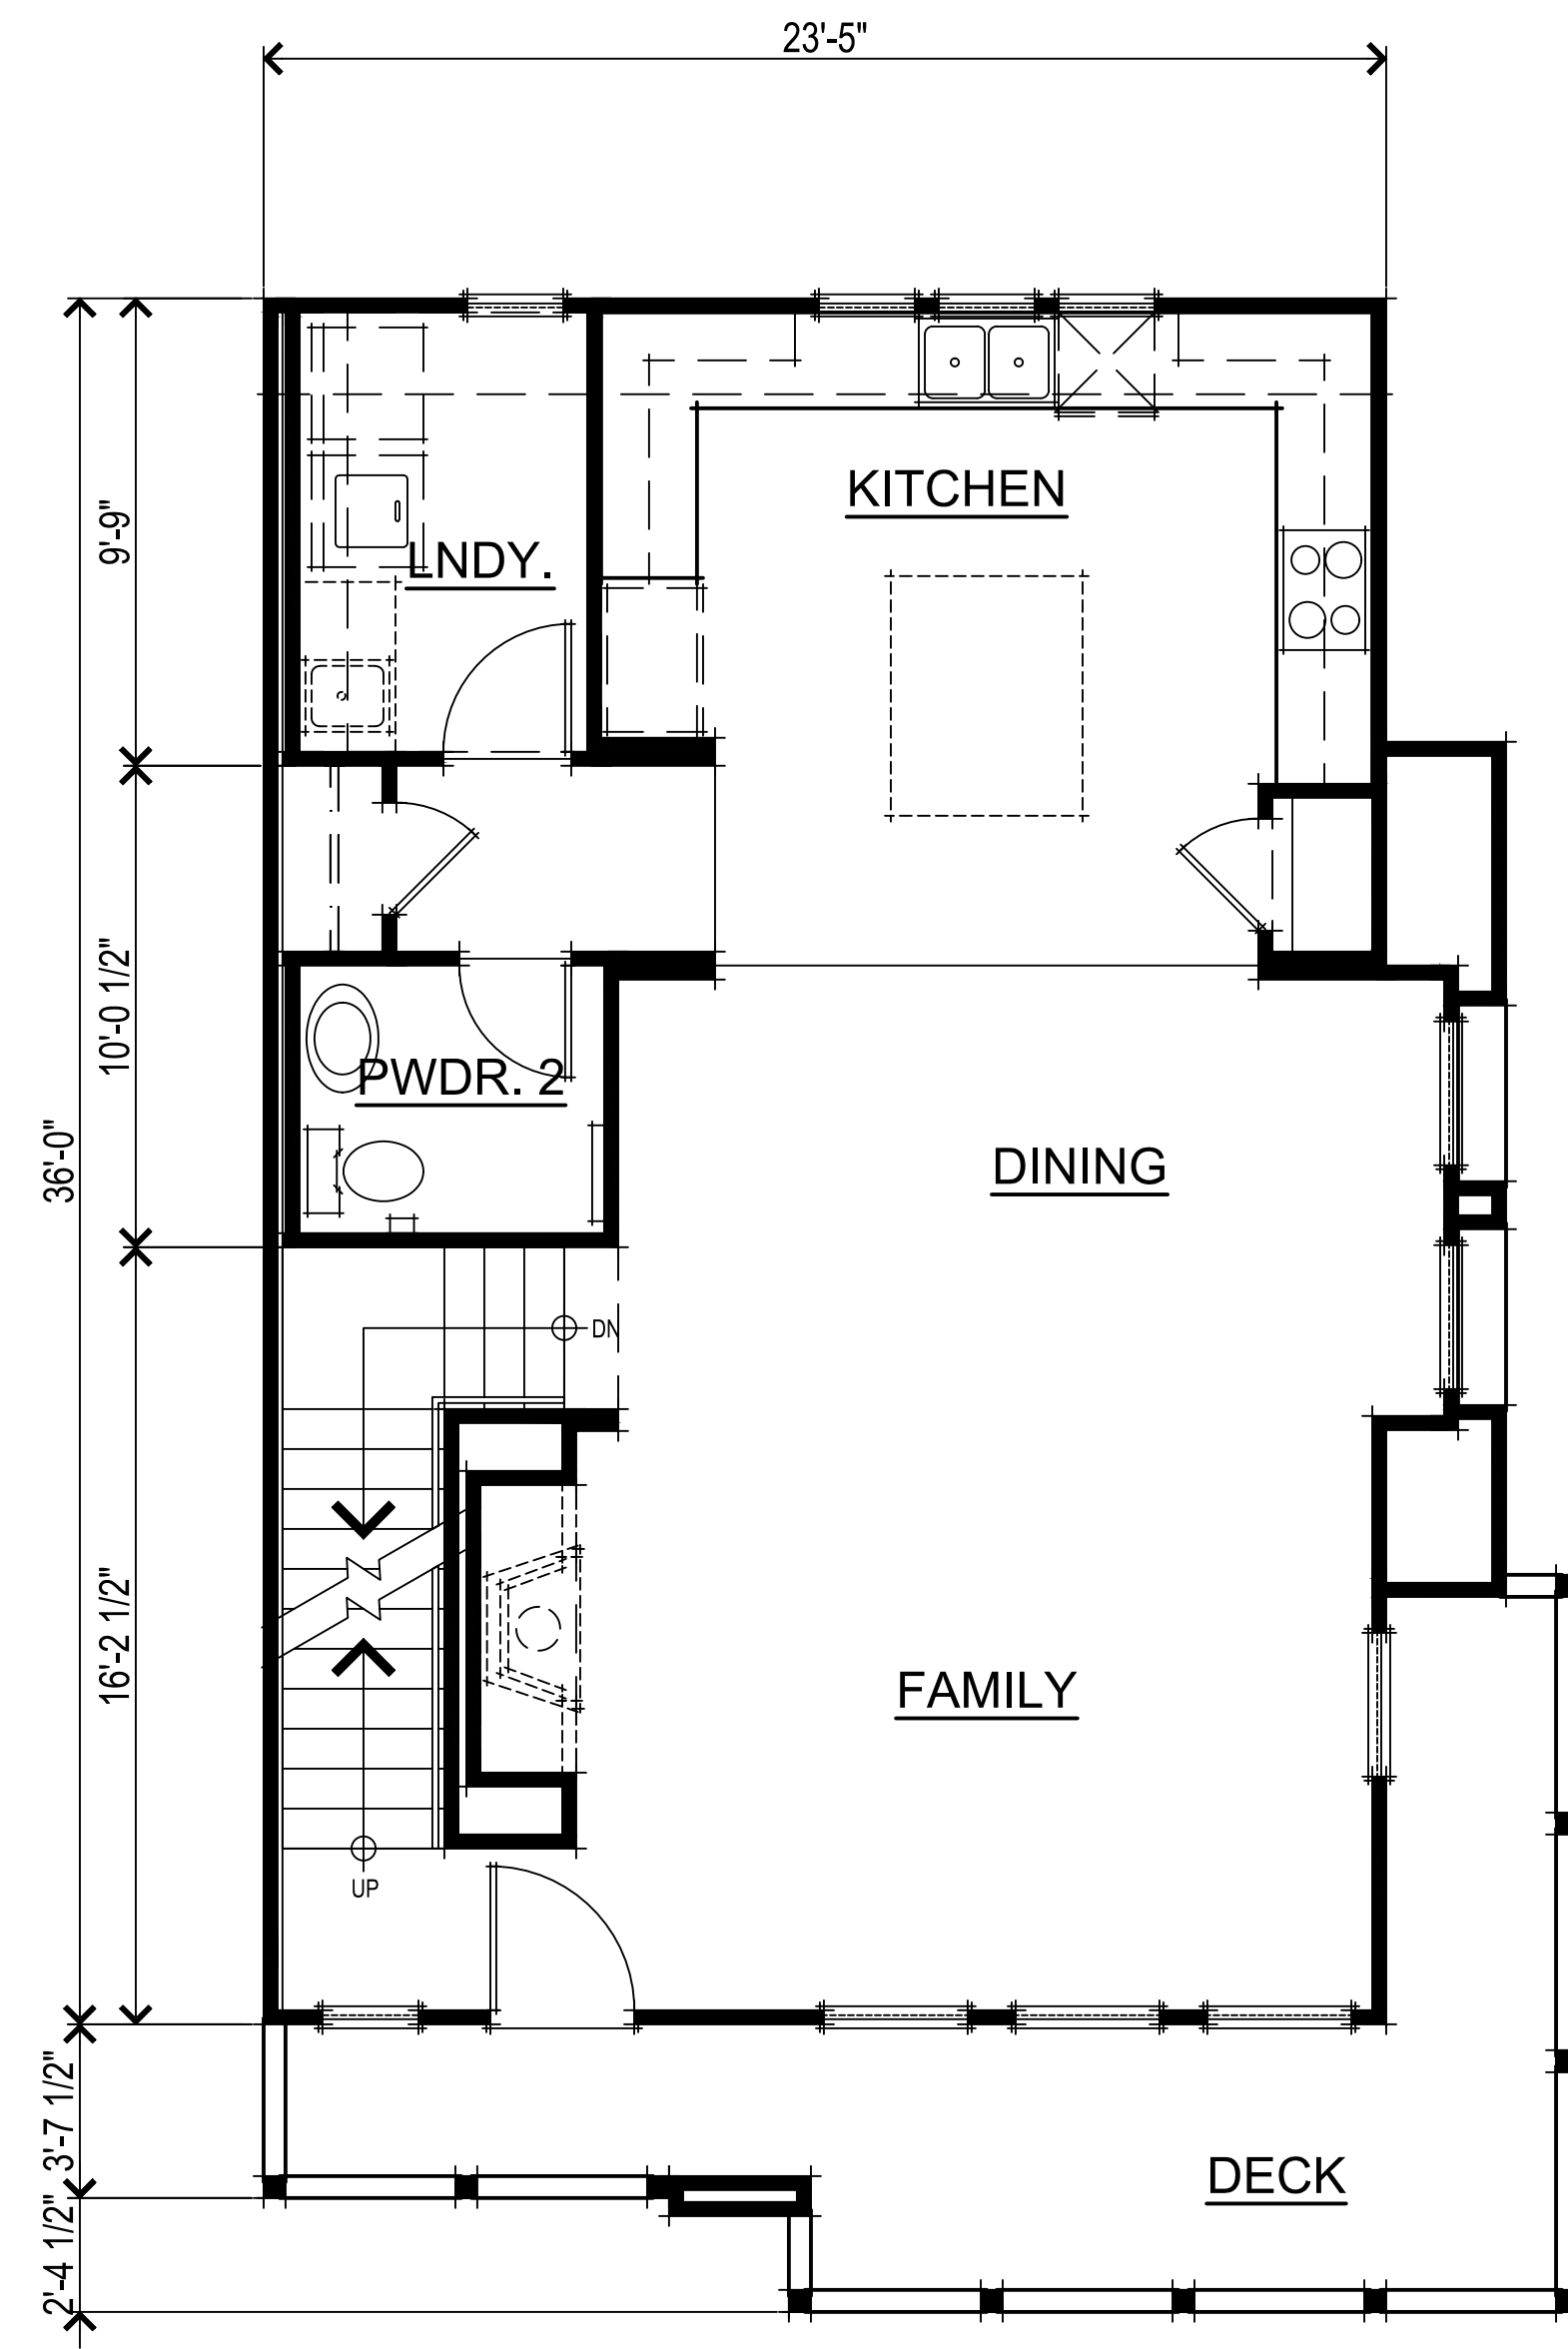 23'-5"
KITCHEN
9'-9"
LNDY.
10'-0 1/2"
PWDR. 2
36'-0"
DINING
DN
16'-2 1/2"
FAMILY
UP
3'-7 1/2"
DECK
2'-4 1/2"